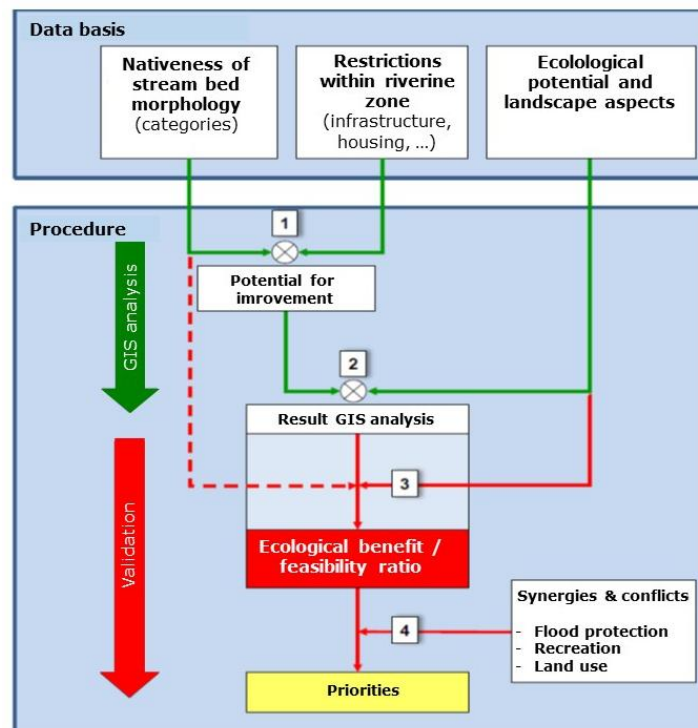 Data basis
Nativeness of
stream bed
morphology
(categories)
Restrictions
within riverine
zone
(infrastructure,
housing, ...)
Ecolological
potential and
landscape aspects
Procedure
1
GIS analysis
Potential for
imrovement
2
Result GIS analysis
3
Validation
Ecological benefit /
feasibility ratio
Synergies & conflicts
- Flood protection
- Recreation
- Land use
4
Priorities